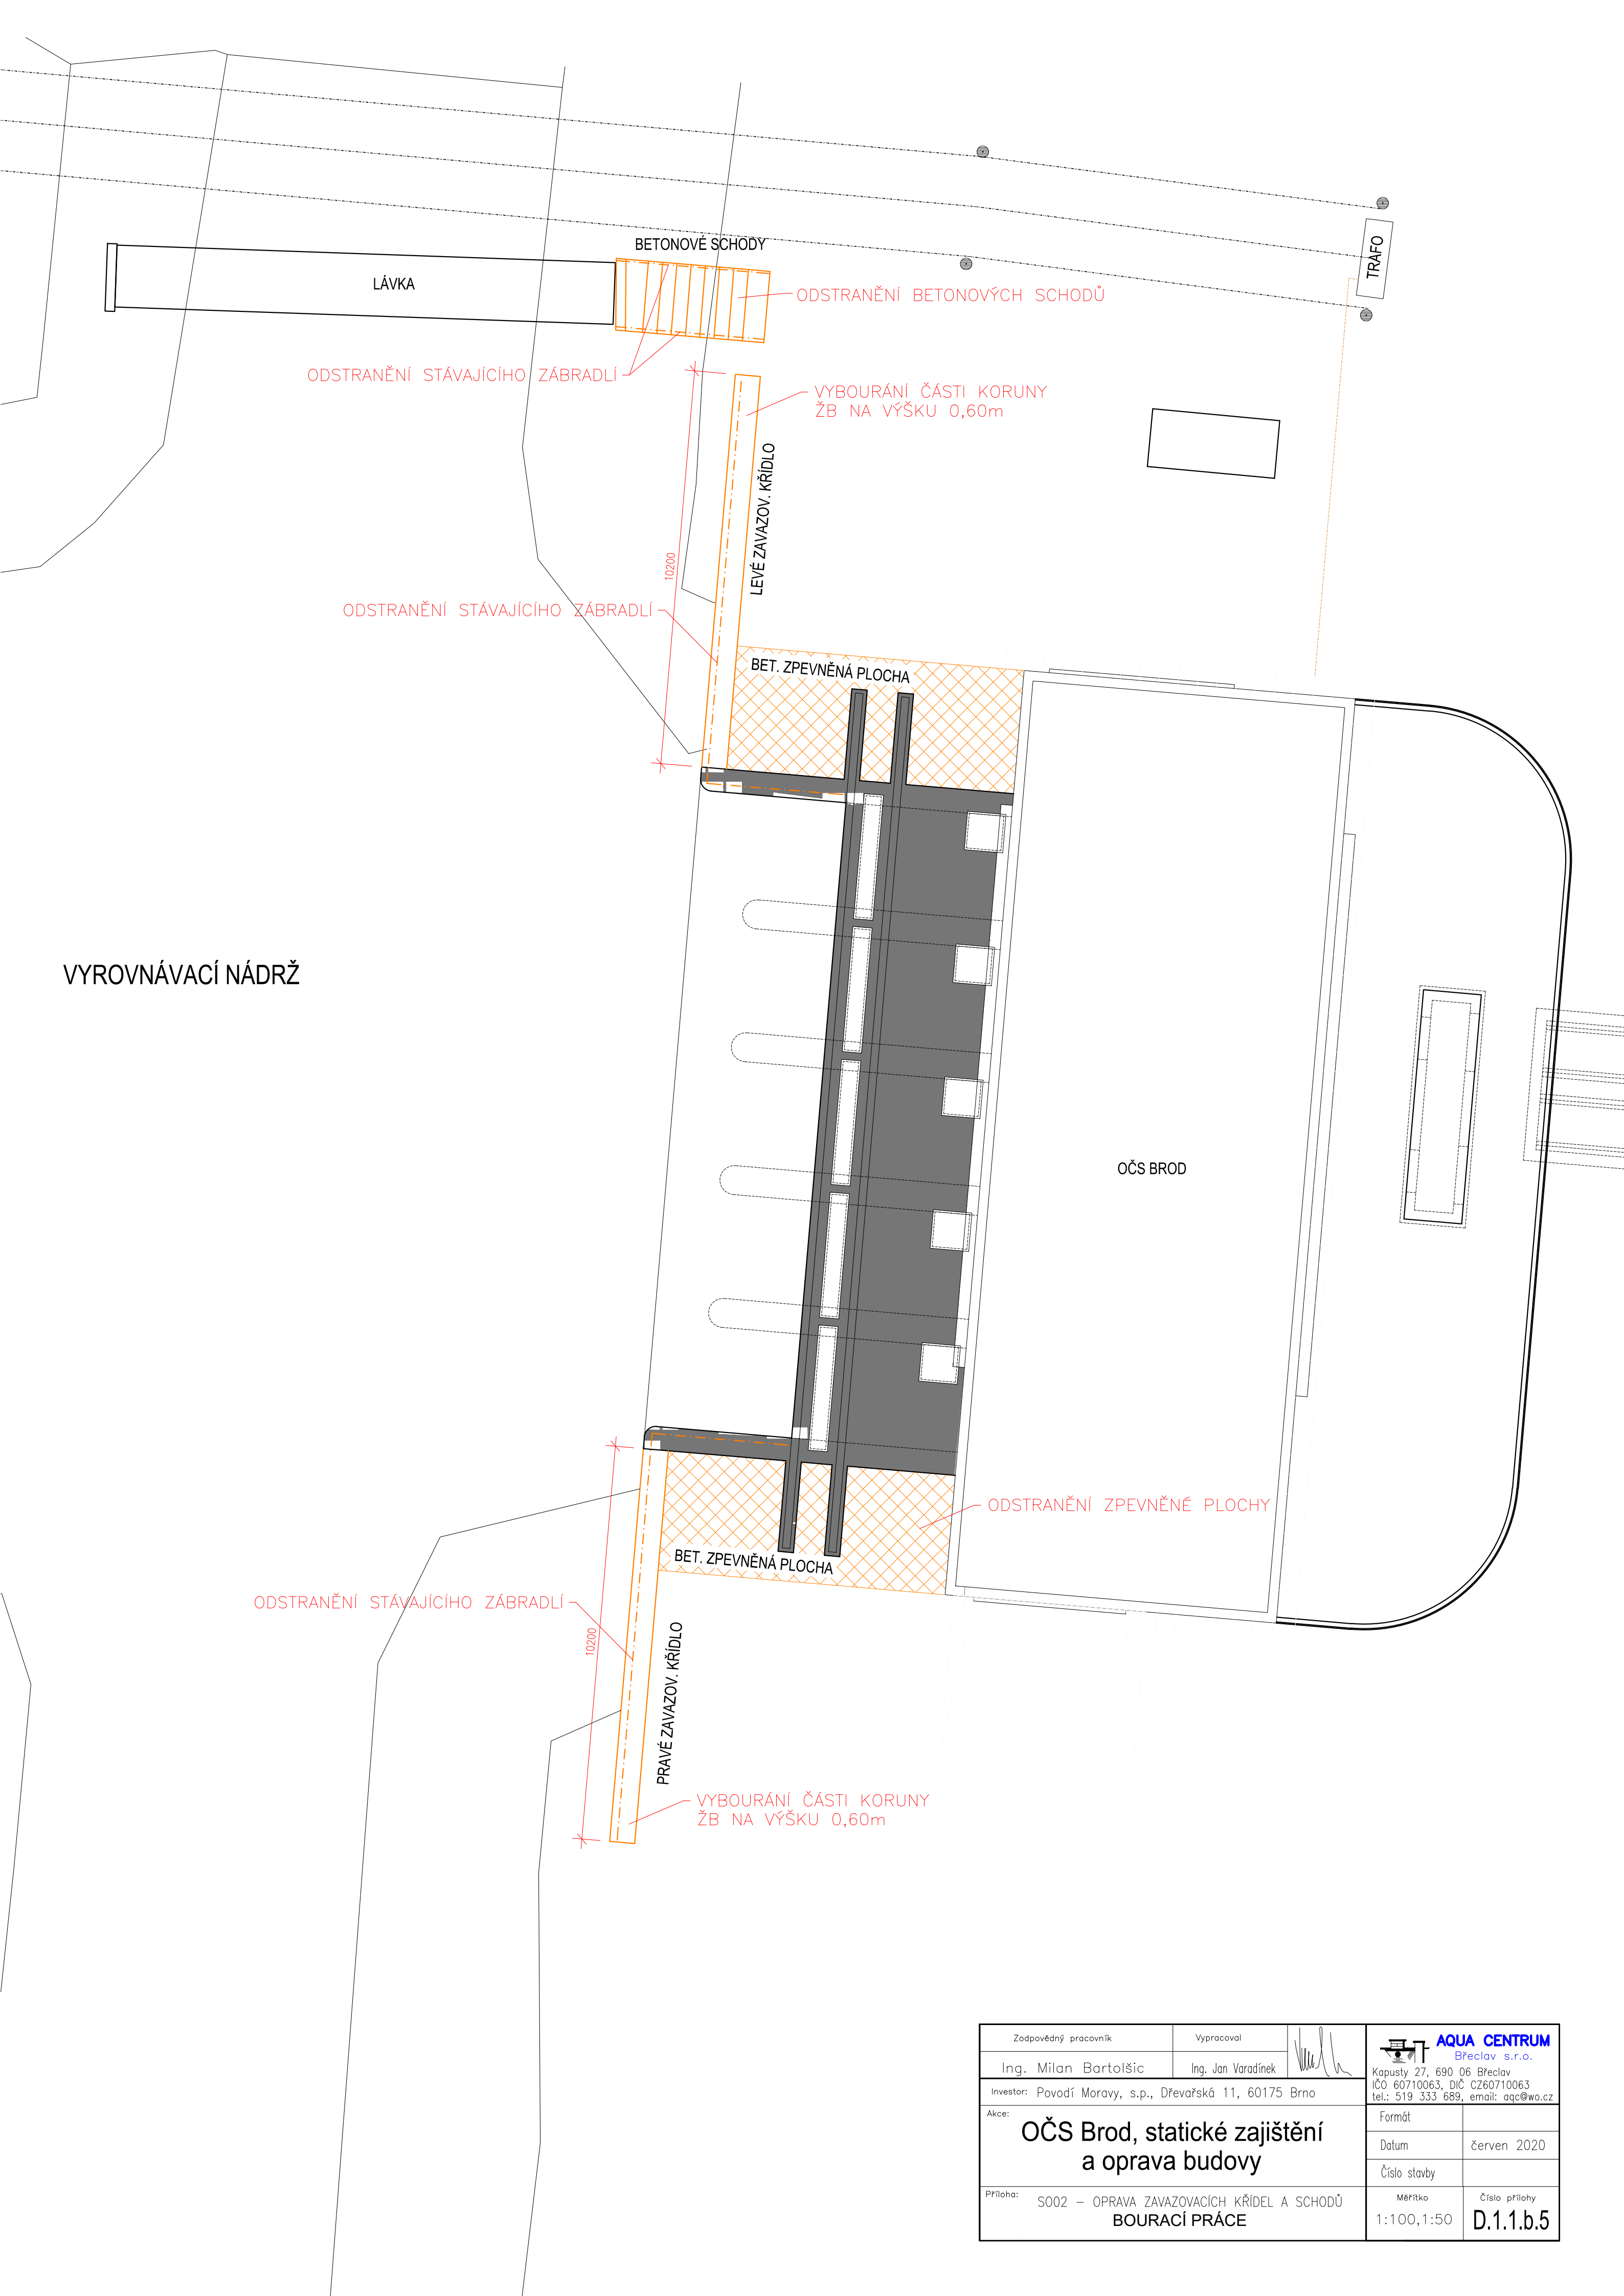 BETONOVÉ SCHODY
TRAFO
LÁVKA
ODSTRANĚNÍ BETONOVÝCH SCHODŮ
ODSTRANĚNÍ STÁVAJÍCÍHO ZÁBRADLÍ
VYBOURÁNÍ ČÁSTI KORUNY
ŽB NA VÝŠKU 0,60m
LEVÉ ZAVAZOV. KŘÍDLO
10200
ODSTRANĚNÍ STÁVAJÍCÍHO ZÁBRADLÍ
BET. ZPEVNĚNÁ PLOCHA
VYROVNÁVACÍ NÁDRŽ
OČS BROD
ODSTRANĚNÍ ZPEVNĚNÉ PLOCHY
BET. ZPEVNĚNÁ PLOCHA
ODSTRANĚNÍ STÁVAJÍCÍHO ZÁBRADLÍ
10200
PRAVÉ ZAVAZOV. KŘÍDLO
VYBOURÁNÍ ČÁSTI KORUNY
ŽB NA VÝŠKU 0,60m
Zodpovědný pracovník
Vypracoval
Ing. Milan Bartolšic
Ing. Jan Varadínek
Investor: Povodí Moravy, s.p., Dřevařská 11, 60175 Brno
Akce:
OČS Brod, statické zajištění
a oprava budovy
Příloha:
SO02 – OPRAVA ZAVAZOVACÍCH KŘÍDEL A SCHODŮ
BOURACÍ PRÁCE
AQUA CENTRUM
Břeclav s.r.o.
Kapusty 27, 690 06 Břeclav
IČO 60710063, DIČ CZ60710063
tel.: 519 333 689, email: aqc@wo.cz
Formát
Datum
červen 2020
Číslo stavby
Měřítko
Číslo přílohy
1:100,1:50
D.1.1.b.5